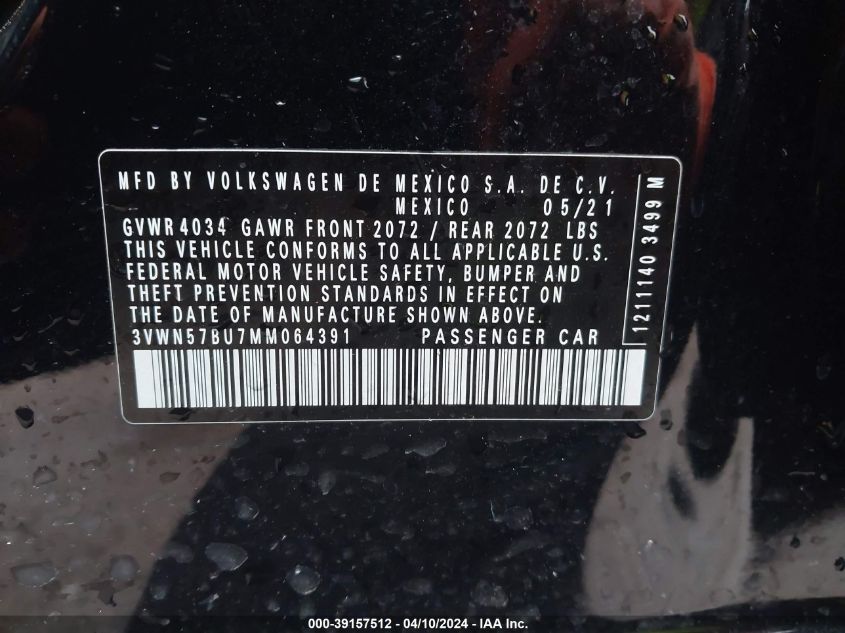 MFD BY VOLKSWAGEN DE MEXICO S.A. DE C.V.
MEXICO 05/21
GVWR 4034 GAWR FRONT 2072 / REAR 2072 LBS
THIS VEHICLE CONFORMS TO ALL APPLICABLE U.S.
FEDERAL MOTOR VEHICLE SAFETY, BUMPER AND
THEFT PREVENTION STANDARDS IN EFFECT ON
THE DATE OF MANUFACTURE SHOWN ABOVE.
3VWN57BU7MM064391 PASSENGER CAR
1211140 3499 M
000-39157512 04/10/2024 - IAA Inc.